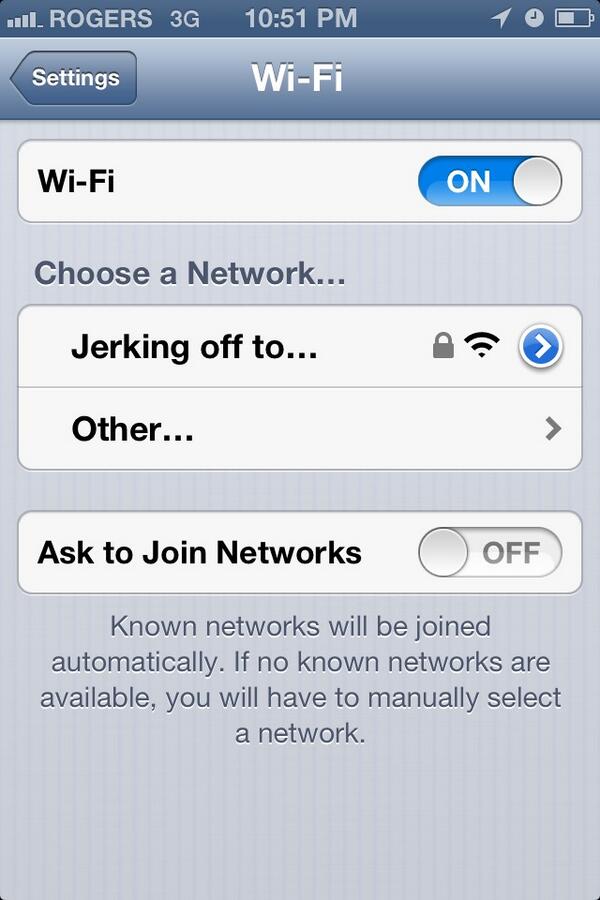 ROGERS 3G 10:51 PM
Settings
Wi-Fi
Wi-Fi ON
Choose a Network...
Jerking off to...
Other...
Ask to Join Networks OFF
Known networks will be joined
automatically. If no known networks are
available, you will have to manually select
a network.